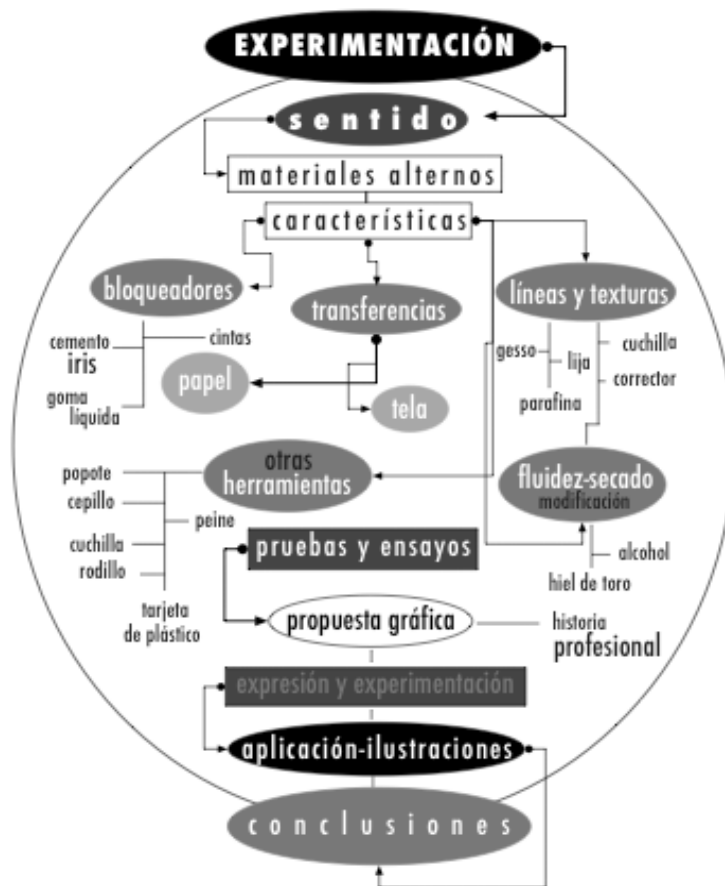 EXPERIMENTACIÓN
sentido
materiales alternos
características
bloqueadores
transferencias
líneas y texturas
cemento
iris
cintas
goma
líquida
papel
tela
gesso
lija
parafina
cuchilla
corrector
otras
herramientas
popote
cepillo
peine
cuchilla
rodillo
tarjeta
de plástico
fluidez-secado
modificación
alcohol
hiel de toro
pruebas y ensayos
propuesta gráfica
historia
profesional
expresión y experimentación
aplicación-ilustraciones
conclusiones